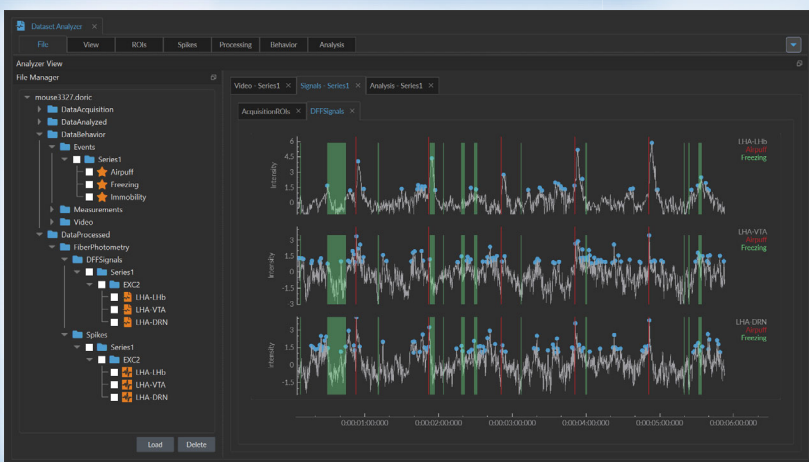 Dataset Analyzer ×
File View ROIs Spikes Processing Behavior Analysis
Analyzer View
File Manager
mouse3327.doric
DataAcquisition
DataAnalyzed
DataBehavior
Events
Series1
Airpuff
Freezing
Immobility
Measurements
Video
DataProcessed
FiberPhotometry
DFFSignals
Series1
EXC2
LHA-LHb
LHA-VTA
LHA-DRN
Spikes
Series1
EXC2
LHA-LHb
LHA-VTA
LHA-DRN
Load Delete
Video - Series1 × Signals - Series1 × Analysis - Series1 ×
AcquisitionROIs × DFFSignals ×
LHA-LHb
Airpuff
Freezing
Intensity
6
4.5
3
1.5
0
LHA-VTA
Airpuff
Freezing
Intensity
3
1.5
0
-1.5
-3
LHA-DRN
Airpuff
Freezing
Intensity
3
1.5
0
-1.5
0:00:01:00:000 0:00:02:00:000 0:00:03:00:000 0:00:04:00:000 0:00:05:00:000 0:00:06:00:000